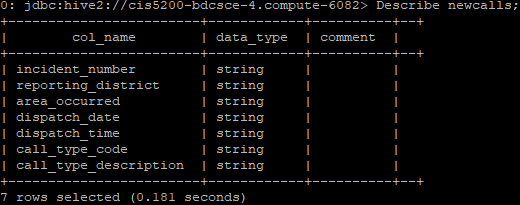 0: jdbc:hive2://cis5200-bdcsce-4.compute-6082> Describe newcalls;
+-----------------------+------------+----------+--+
|       col_name        | data_type  | comment  |
+-----------------------+------------+----------+--+
| incident_number       | string     |          |
| reporting_district    | string     |          |
| area_occurred         | string     |          |
| dispatch_date         | string     |          |
| dispatch_time         | string     |          |
| call_type_code        | string     |          |
| call_type_description | string     |          |
+-----------------------+------------+----------+--+
7 rows selected (0.181 seconds)